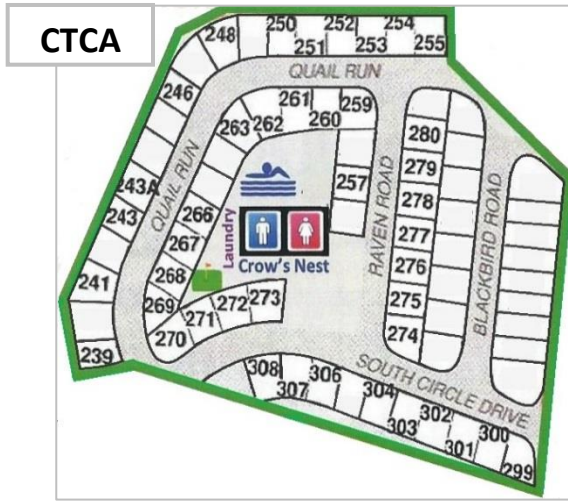 CTCA
250 252 254
248 251 253 255
QUAIL RUN
246
261 259
263 262 260
280
279
243A
243
QUAIL RUN
257
278
266
267
268
277
276
275
274
241
269
270
271
272
273
239
Laundry
Crow's Nest
RAVEN ROAD
BLACKBIRD ROAD
SOUTH CIRCLE DRIVE
308
307
306
304
303
302
301
300
299